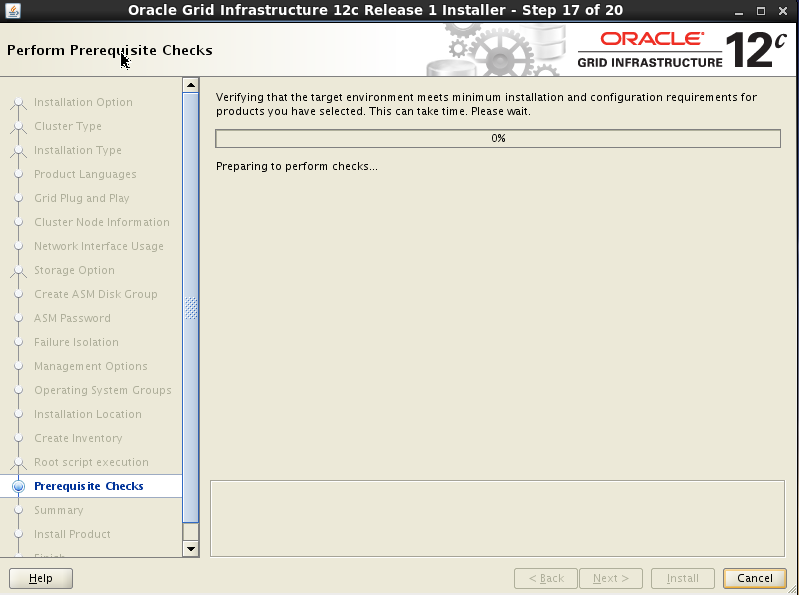 Oracle Grid Infrastructure 12c Release 1 Installer - Step 17 of 20
Perform Prerequisite Checks
ORACLE
GRID INFRASTRUCTURE
12c
Installation Option
Cluster Type
Installation Type
Product Languages
Grid Plug and Play
Cluster Node Information
Network Interface Usage
Storage Option
Create ASM Disk Group
ASM Password
Failure Isolation
Management Options
Operating System Groups
Installation Location
Create Inventory
Root script execution
Prerequisite Checks
Summary
Install Product
Finish
Verifying that the target environment meets minimum installation and configuration requirements for
products you have selected. This can take time. Please wait.
0%
Preparing to perform checks...
Help
< Back
Next >
Install
Cancel